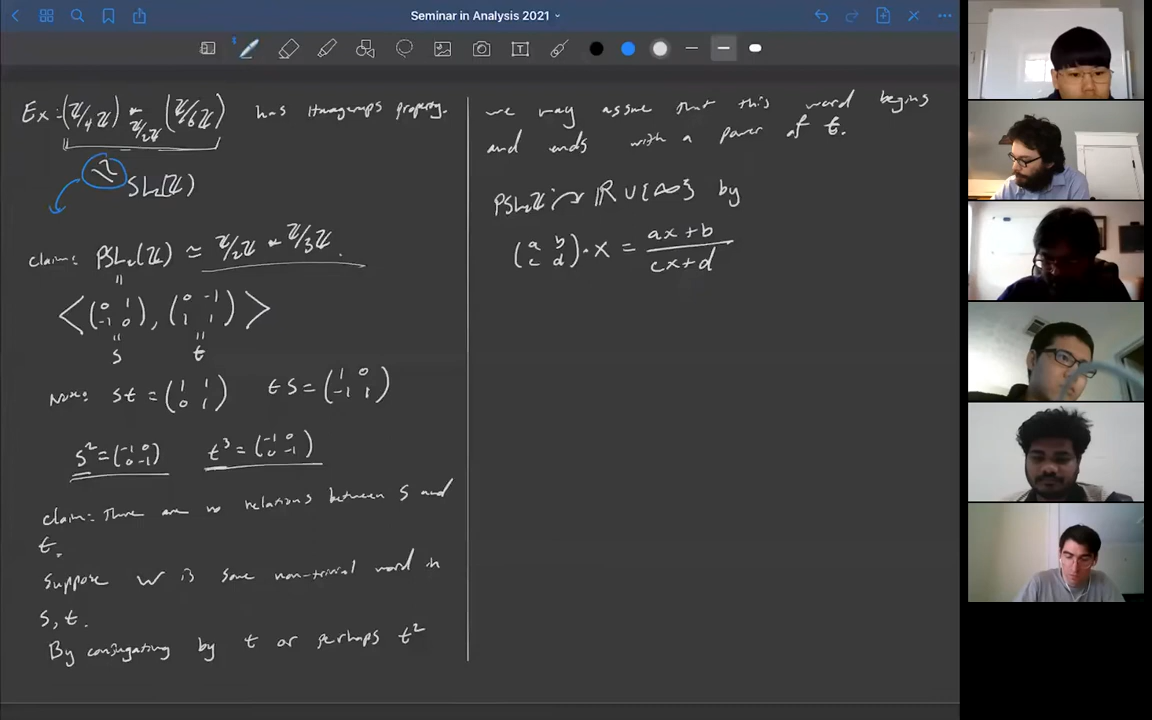 Seminar in Analysis 2021
Ex: (ℤ/4ℤ) *_{ℤ/2ℤ} (ℤ/6ℤ) has Haagerups property.
≃ SL₂(ℤ)
claim: PSL₂(ℤ) ≃ ℤ/2ℤ * ℤ/3ℤ.
=
< (0 1; -1 0), (0 -1; 1 1) >
= =
s t
Note: st = (1 1; 0 1) ts = (1 0; -1 1)
s² = (-1 0; 0 -1) t³ = (-1 0; 0 -1)
claim: There are no relations between s and
t.
Suppose w is some non-trivial word in
s, t.
By conjugating by t or perhaps t²
we may assume that this word begins
and ends with a power of t.
PSL₂ℤ ↷ ℝ ∪ {∞} by
(a b; c d) · x = (ax + b)/(cx + d)